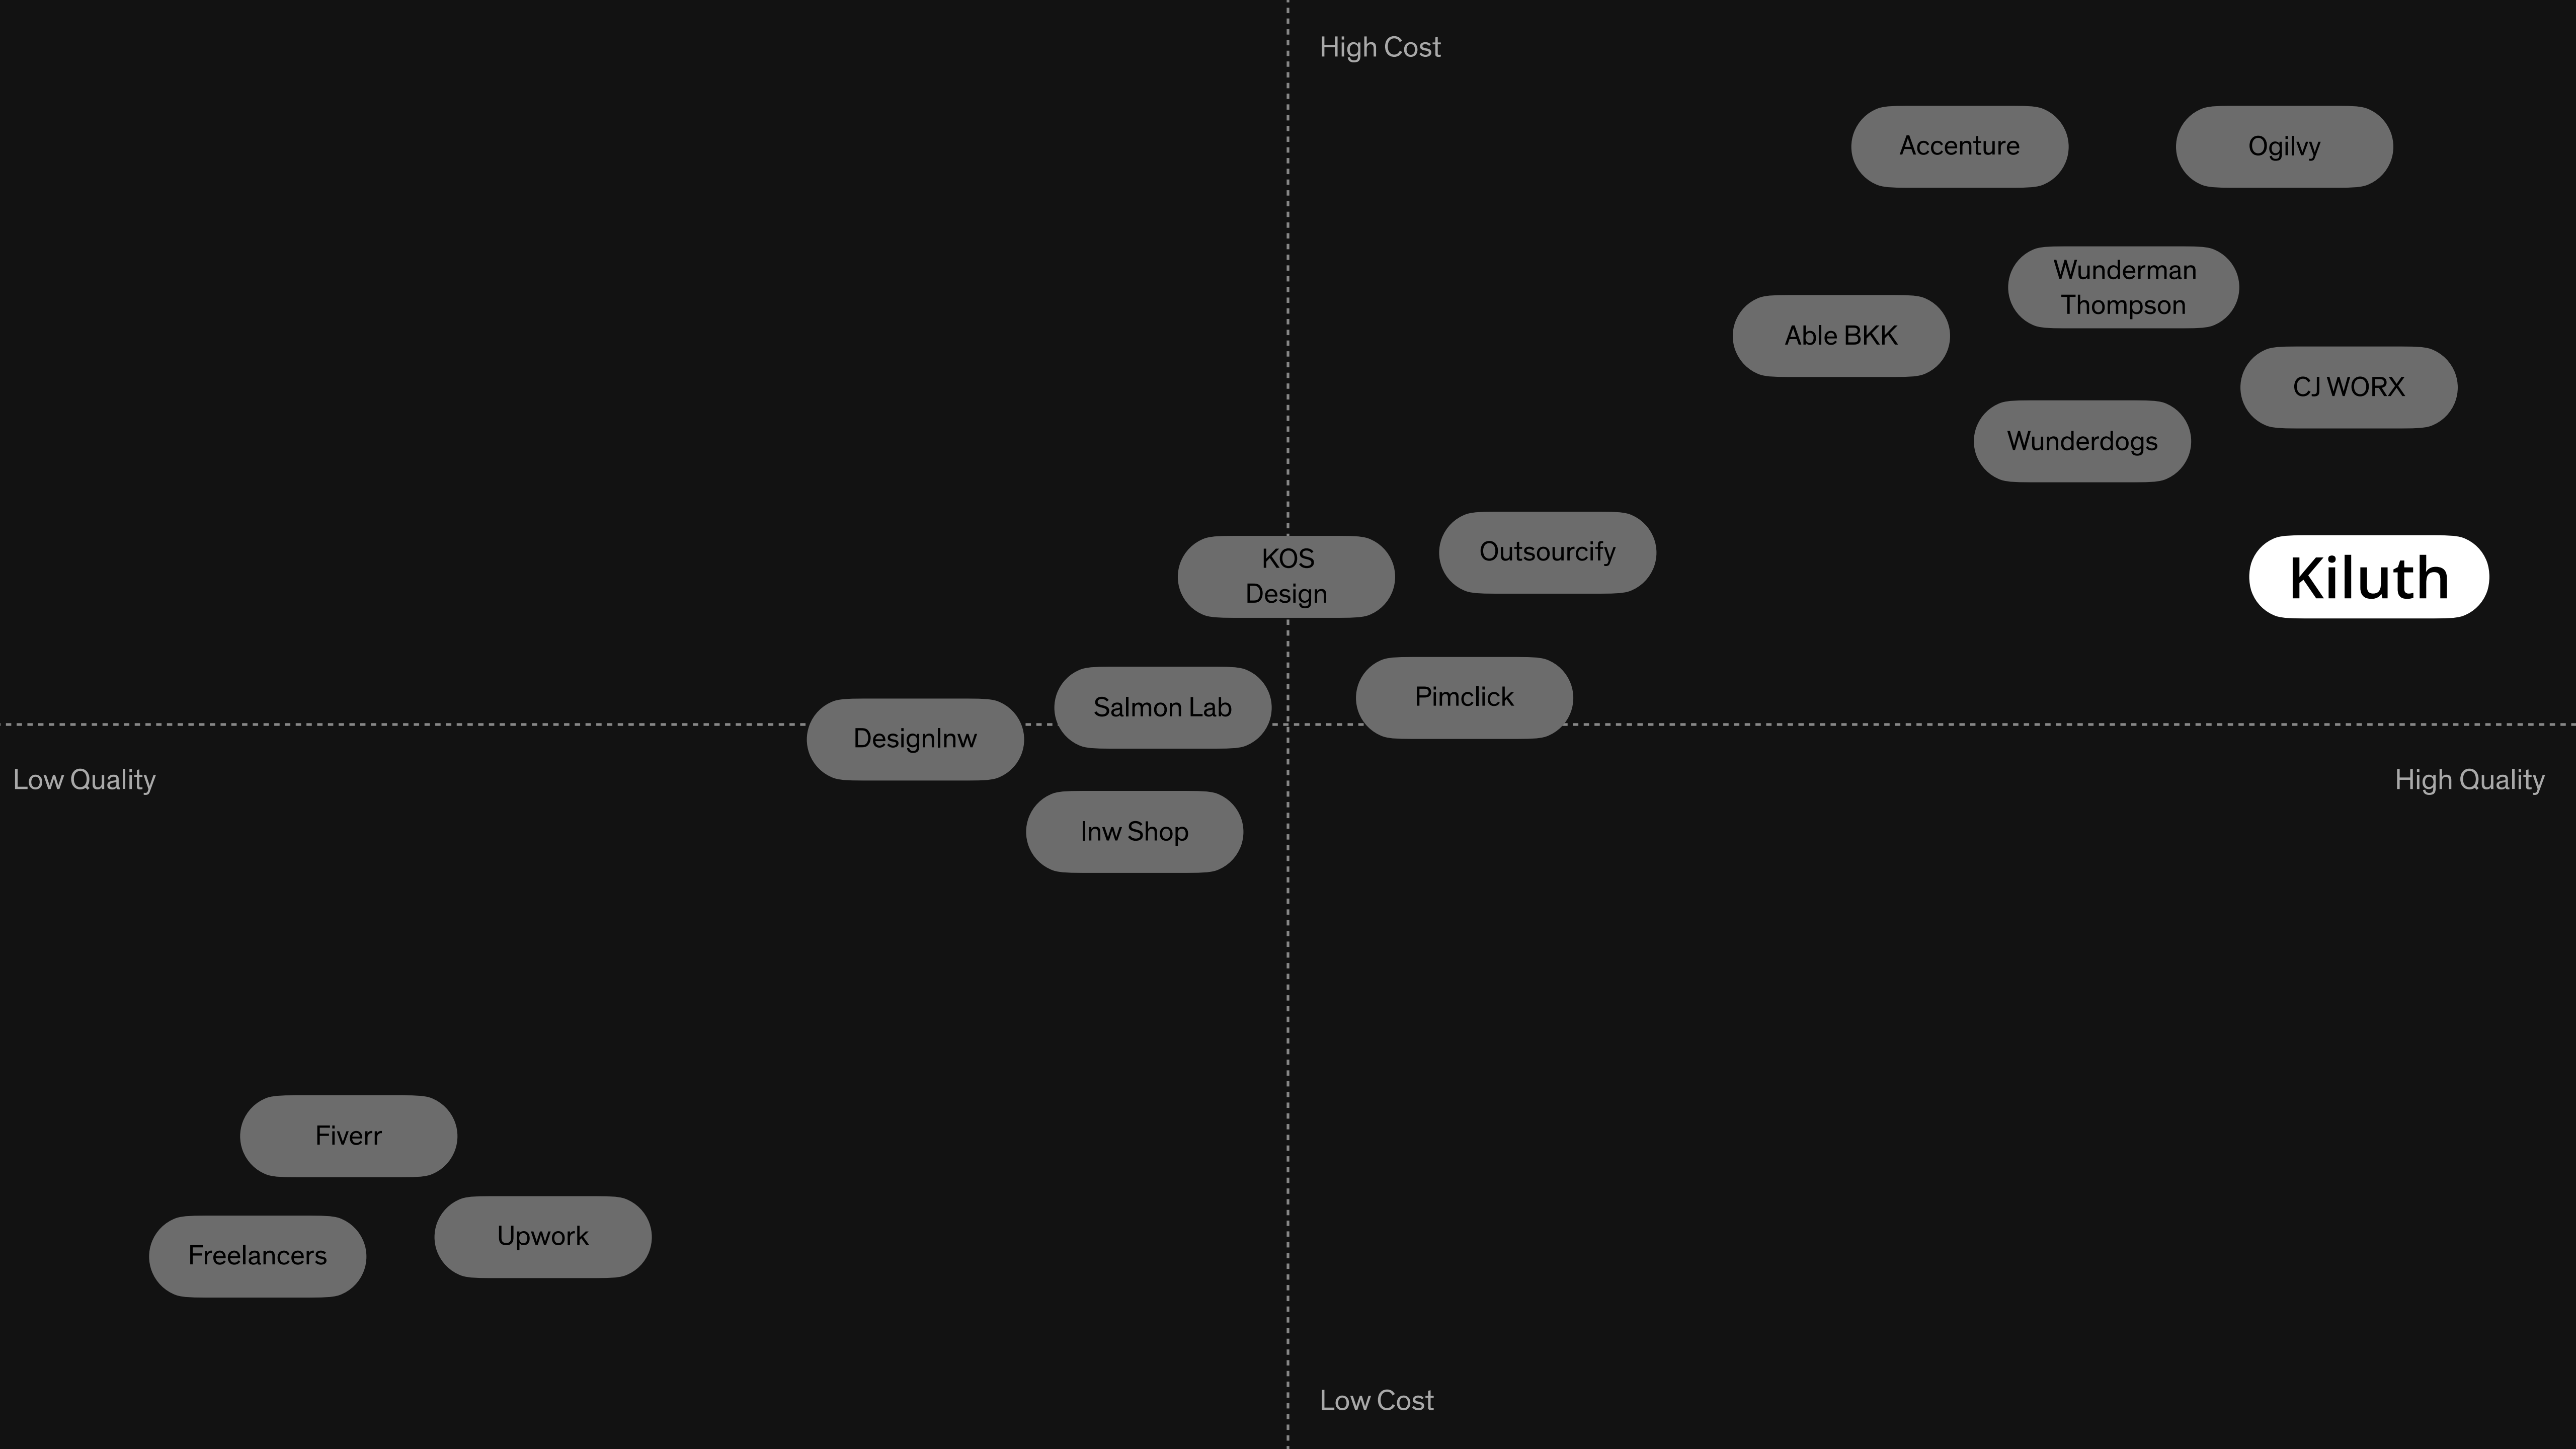 High Cost
Accenture
Ogilvy
Wunderman
Thompson
Able BKK
CJ WORX
Wunderdogs
KOS
Design
Outsourcify
Kiluth
Salmon Lab
Pimclick
DesignInw
Low Quality
High Quality
Inw Shop
Fiverr
Upwork
Freelancers
Low Cost